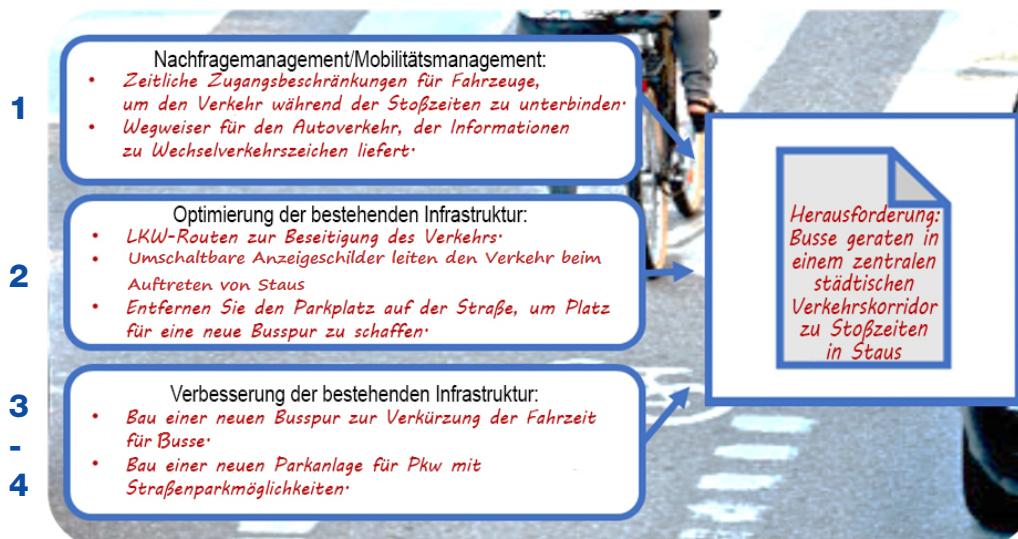 1
Nachfragemanagement/Mobilitätsmanagement:
• Zeitliche Zugangsbeschränkungen für Fahrzeuge,
um den Verkehr während der Stoßzeiten zu unterbinden.
• Wegweiser für den Autoverkehr, der Informationen
zu Wechselverkehrszeichen liefert.
2
Optimierung der bestehenden Infrastruktur:
• LKW-Routen zur Beseitigung des Verkehrs.
• Umschaltbare Anzeigeschilder leiten den Verkehr beim
Auftreten von Staus
• Entfernen Sie den Parkplatz auf der Straße, um Platz
für eine neue Busspur zu schaffen.
3
-
4
Verbesserung der bestehenden Infrastruktur:
• Bau einer neuen Busspur zur Verkürzung der Fahrzeit
für Busse.
• Bau einer neuen Parkanlage für Pkw mit
Straßenparkmöglichkeiten.
Herausforderung:
Busse geraten in
einem zentralen
städtischen
Verkehrskorridor
zu Stoßzeiten
in Staus